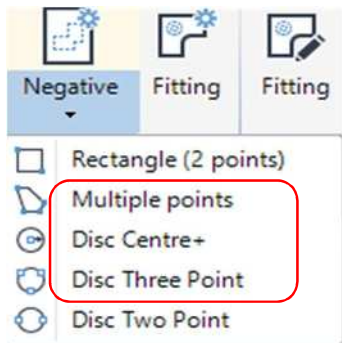 Negative Fitting Fitting
Rectangle (2 points)
Multiple points
Disc Centre+
Disc Three Point
Disc Two Point